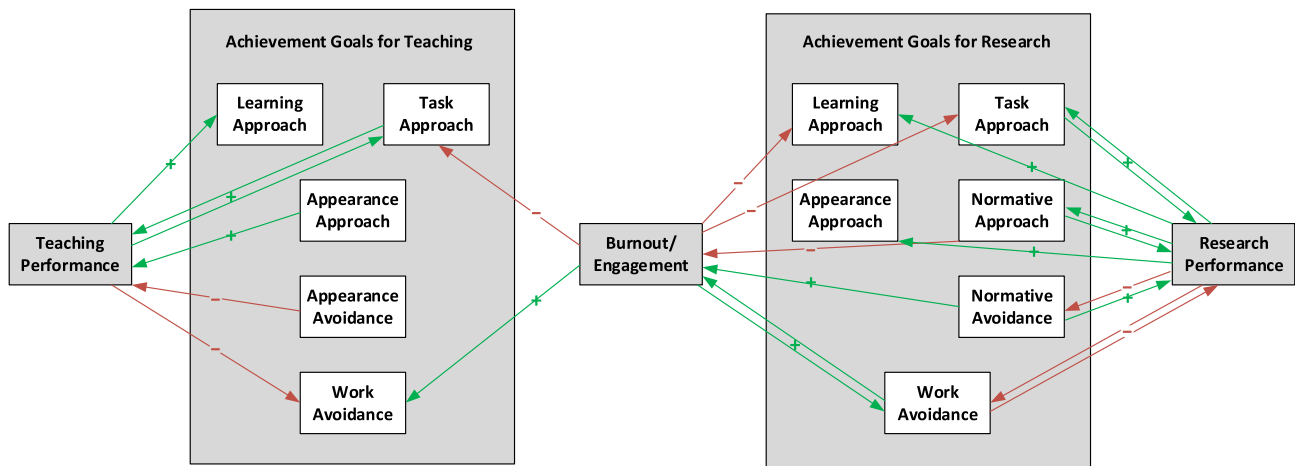 Achievement Goals for Teaching
Learning
Approach
Task
Approach
Appearance
Approach
Appearance
Avoidance
Work
Avoidance
Teaching
Performance
+
+
+
–
–
–
+
Burnout/
Engagement
Achievement Goals for Research
Learning
Approach
Task
Approach
Appearance
Approach
Normative
Approach
Normative
Avoidance
Work
Avoidance
–
–
–
+
+
+
+
+
+
–
+
–
Research
Performance